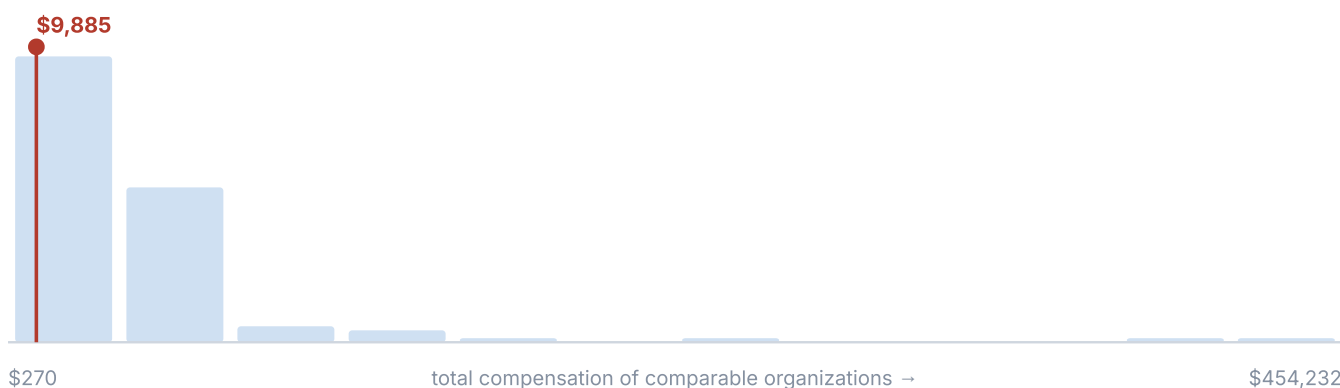 $9,885
$270
total compensation of comparable organizations →
$454,232